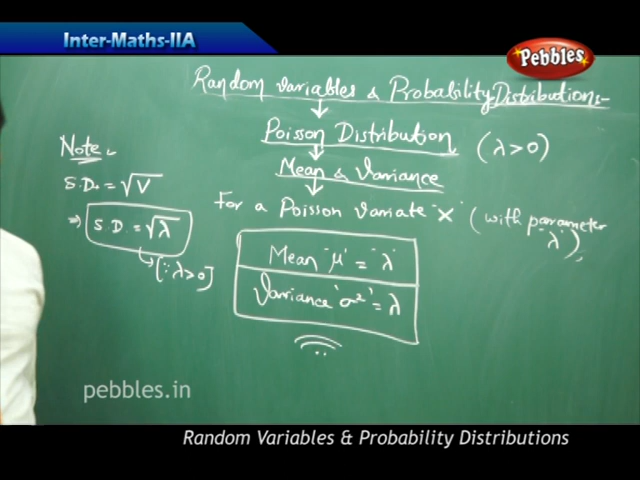 Inter-Maths-IIA
Pebbles
Random Variables & Probability Distributions:-
Poisson Distribution (λ>0)
Mean & Variance
For a Poisson Variate "X" (with parameter "λ"),
Mean "μ" = "λ"
Variance "σ²" = λ
Note:-
S.D. = √V
⇒ S.D. = √λ
[∵ λ>0]
pebbles.in
Random Variables & Probability Distributions